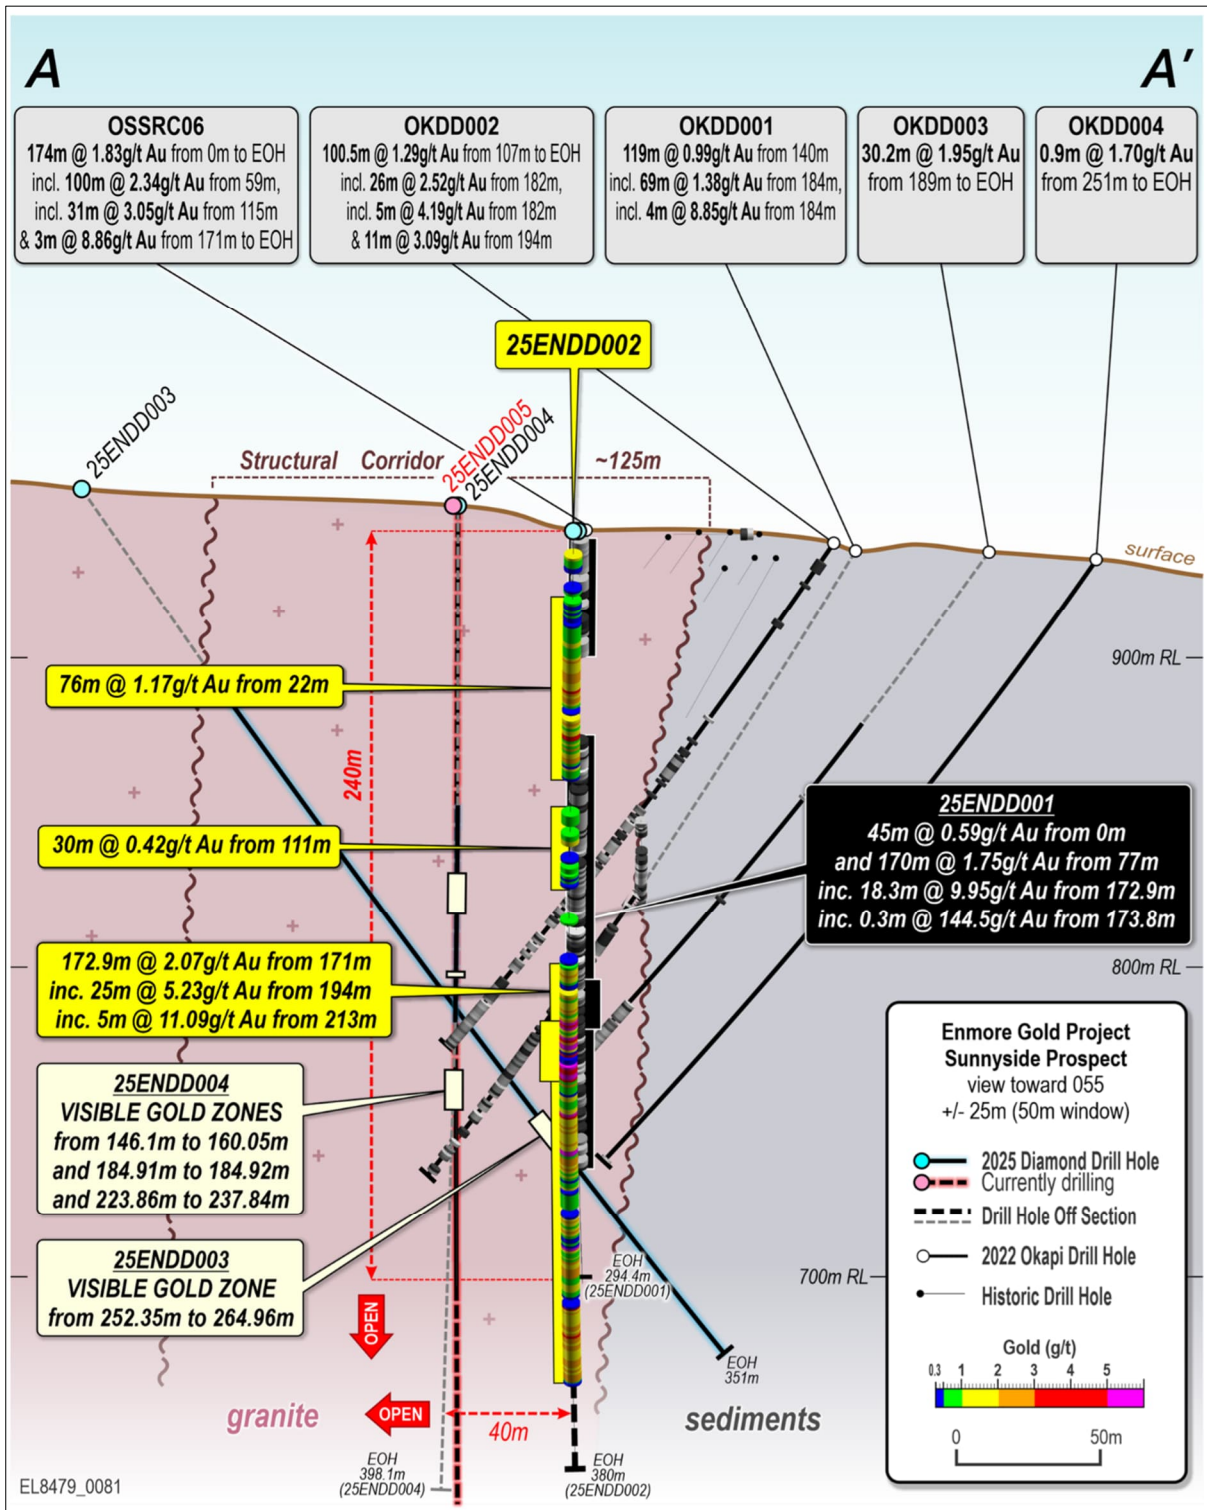 A
A'
OSSRC06
174m @ 1.83g/t Au from 0m to EOH
incl. 100m @ 2.34g/t Au from 59m,
incl. 31m @ 3.05g/t Au from 115m
& 3m @ 8.86g/t Au from 171m to EOH
OKDD002
100.5m @ 1.29g/t Au from 107m to EOH
incl. 26m @ 2.52g/t Au from 182m,
incl. 5m @ 4.19g/t Au from 182m
& 11m @ 3.09g/t Au from 194m
OKDD001
119m @ 0.99g/t Au from 140m
incl. 69m @ 1.38g/t Au from 184m,
incl. 4m @ 8.85g/t Au from 184m
OKDD003
30.2m @ 1.95g/t Au
from 189m to EOH
OKDD004
0.9m @ 1.70g/t Au
from 251m to EOH
25ENDD002
25ENDD003
25ENDD005
25ENDD004
Structural Corridor ~125m
surface
900m RL
76m @ 1.17g/t Au from 22m
240m
30m @ 0.42g/t Au from 111m
25ENDD001
45m @ 0.59g/t Au from 0m
and 170m @ 1.75g/t Au from 77m
inc. 18.3m @ 9.95g/t Au from 172.9m
inc. 0.3m @ 144.5g/t Au from 173.8m
800m RL
172.9m @ 2.07g/t Au from 171m
inc. 25m @ 5.23g/t Au from 194m
inc. 5m @ 11.09g/t Au from 213m
25ENDD004
VISIBLE GOLD ZONES
from 146.1m to 160.05m
and 184.91m to 184.92m
and 223.86m to 237.84m
25ENDD003
VISIBLE GOLD ZONE
from 252.35m to 264.96m
EOH
294.4m
(25ENDD001)
700m RL
OPEN
EOH
351m
granite
OPEN
40m
sediments
EOH
398.1m
(25ENDD004)
EOH
380m
(25ENDD002)
EL8479_0081
Enmore Gold Project
Sunnyside Prospect
view toward 055
+/- 25m (50m window)
2025 Diamond Drill Hole
Currently drilling
Drill Hole Off Section
2022 Okapi Drill Hole
Historic Drill Hole
Gold (g/t)
0.3 1 2 3 4 5
0 50m